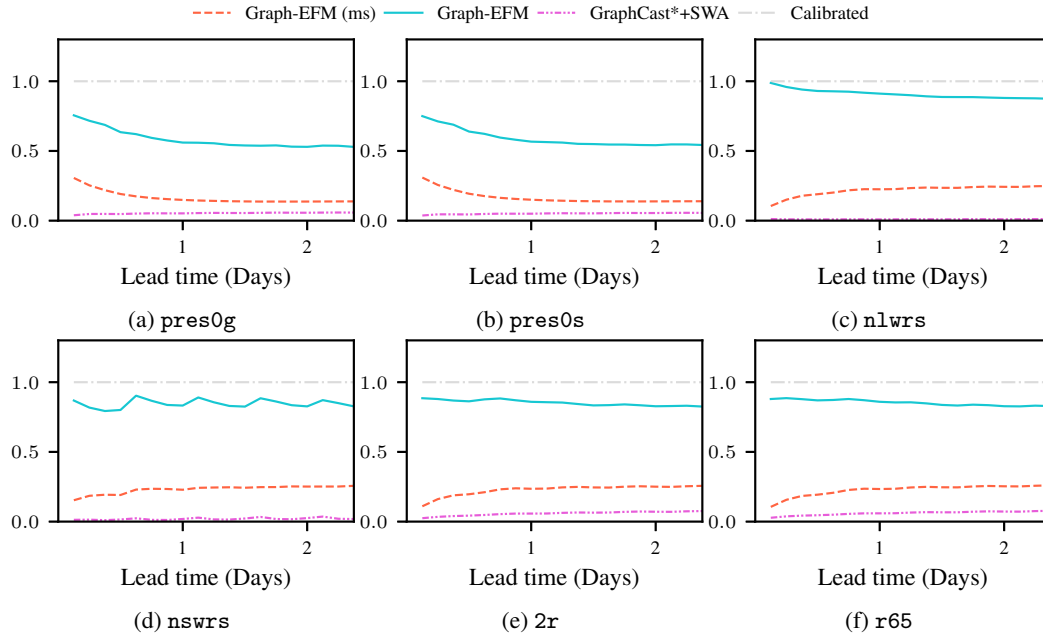 Graph-EFM (ms) Graph-EFM GraphCast*+SWA Calibrated
1.0 1.0 1.0
0.5 0.5 0.5
0.0 0.0 0.0
1 2 1 2 1 2
Lead time (Days) Lead time (Days) Lead time (Days)
(a) pres0g (b) pres0s (c) nlwrs
1.0 1.0 1.0
0.5 0.5 0.5
0.0 0.0 0.0
1 2 1 2 1 2
Lead time (Days) Lead time (Days) Lead time (Days)
(d) nswrs (e) 2r (f) r65